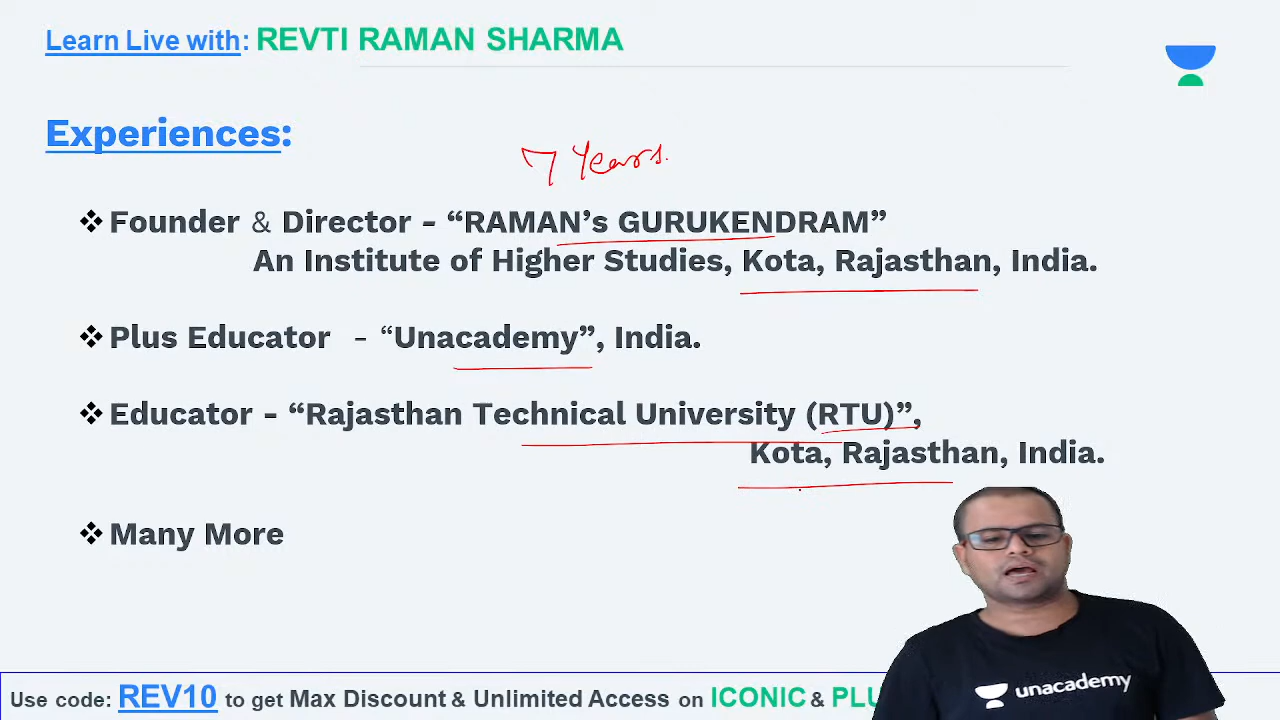 Learn Live with: REVTI RAMAN SHARMA
Experiences:
7 Years.
❖ Founder & Director - “RAMAN’s GURUKENDRAM”
An Institute of Higher Studies, Kota, Rajasthan, India.
❖ Plus Educator - “Unacademy”, India.
❖ Educator - “Rajasthan Technical University (RTU)”,
Kota, Rajasthan, India.
❖ Many More
unacademy
Use code: REV10 to get Max Discount & Unlimited Access on ICONIC & PLU